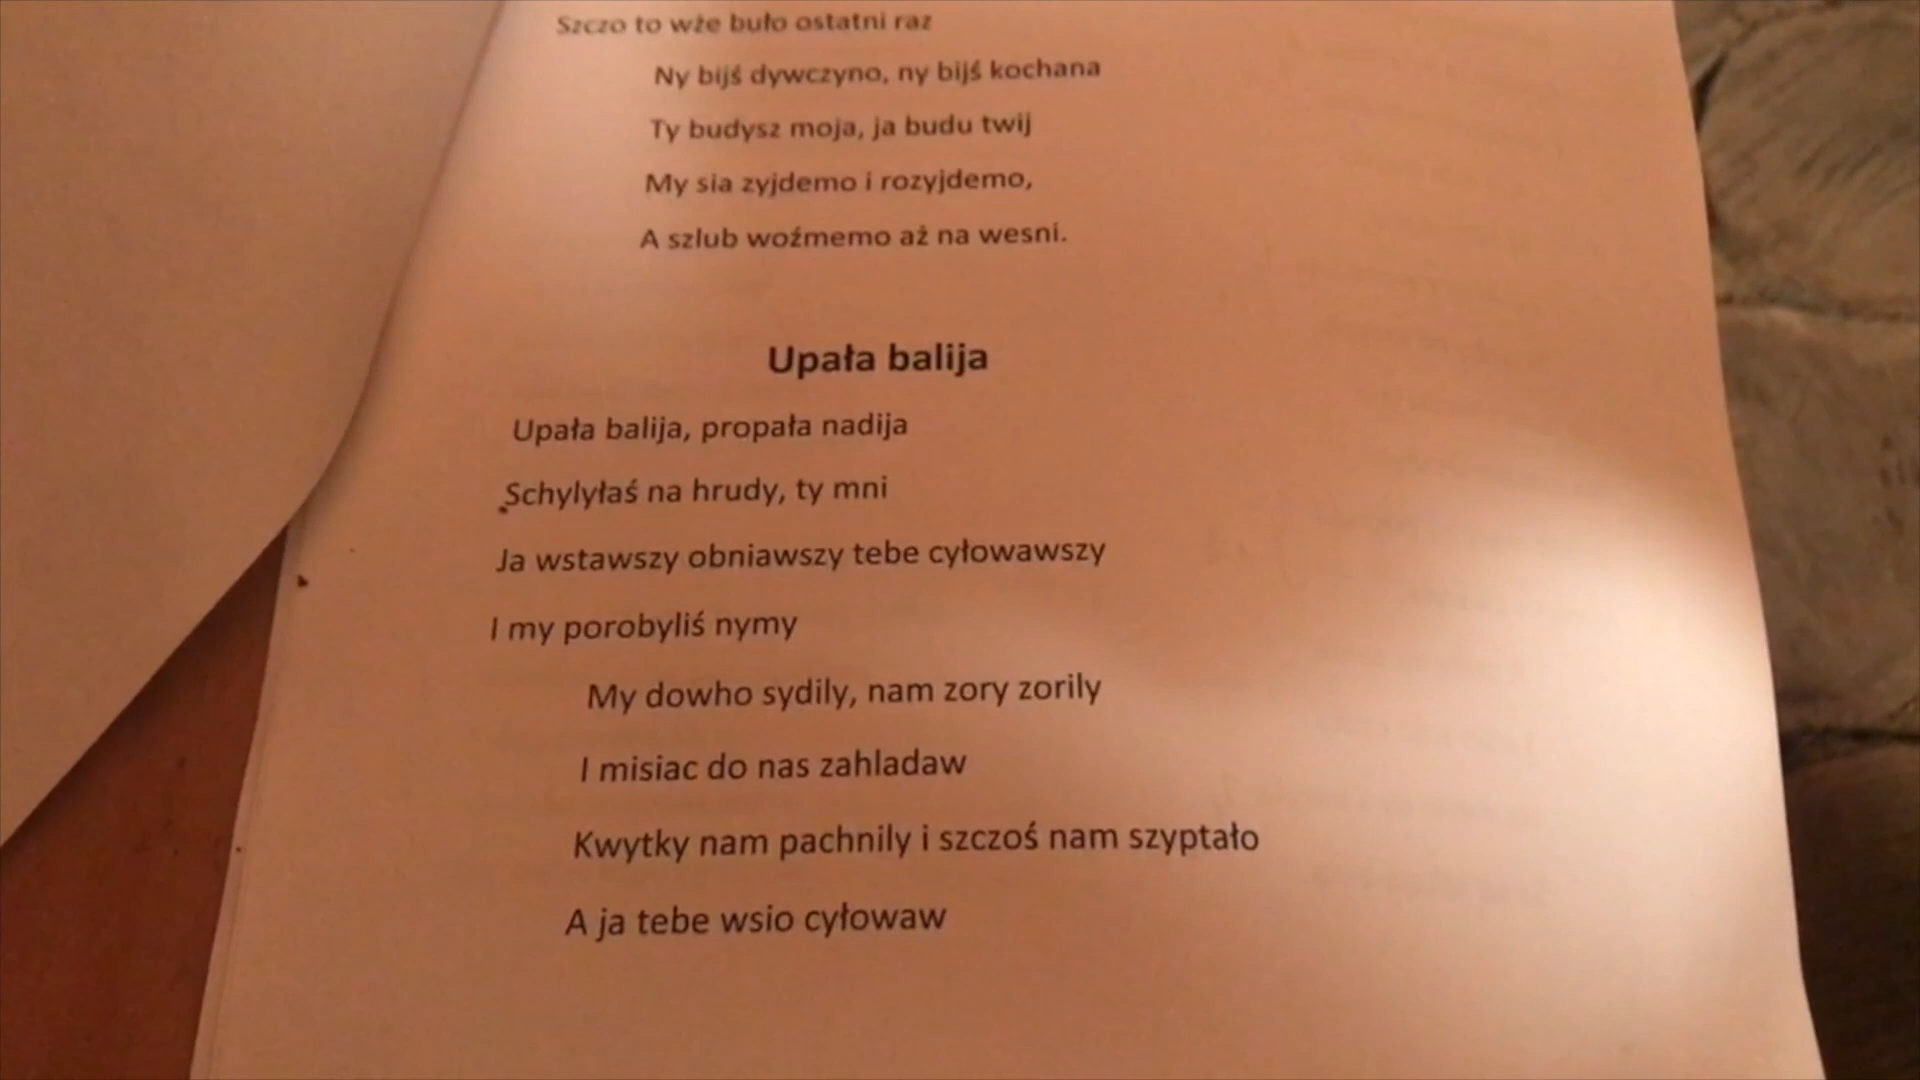 Szczo to wże buło ostatni raz
Ny bijś dywczyno, ny bijś kochana
Ty budysz moja, ja budu twij
My sia zyjdemo i rozyjdemo,
A szlub woźmemo aż na wesni.
Upała balija
Upała balija, propała nadija
Schylyłaś na hrudy, ty mni
Ja wstawszy obniawszy tebe cyłowawszy
I my porobyliś nymy
My dowho sydily, nam zory zorily
I misiac do nas zahladaw
Kwytky nam pachnily i szczoś nam szyptało
A ja tebe wsio cyłowaw